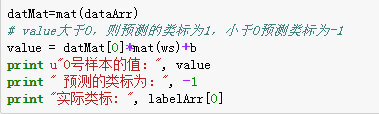 datMat=mat(dataArr)
# value大于0，则预测的类标为1，小于0预测类标为-1
value = datMat[0]*mat(ws)+b
print u"0号样本的值：", value
print " 预测的类标为：", -1
print "实际类标：", labelArr[0]